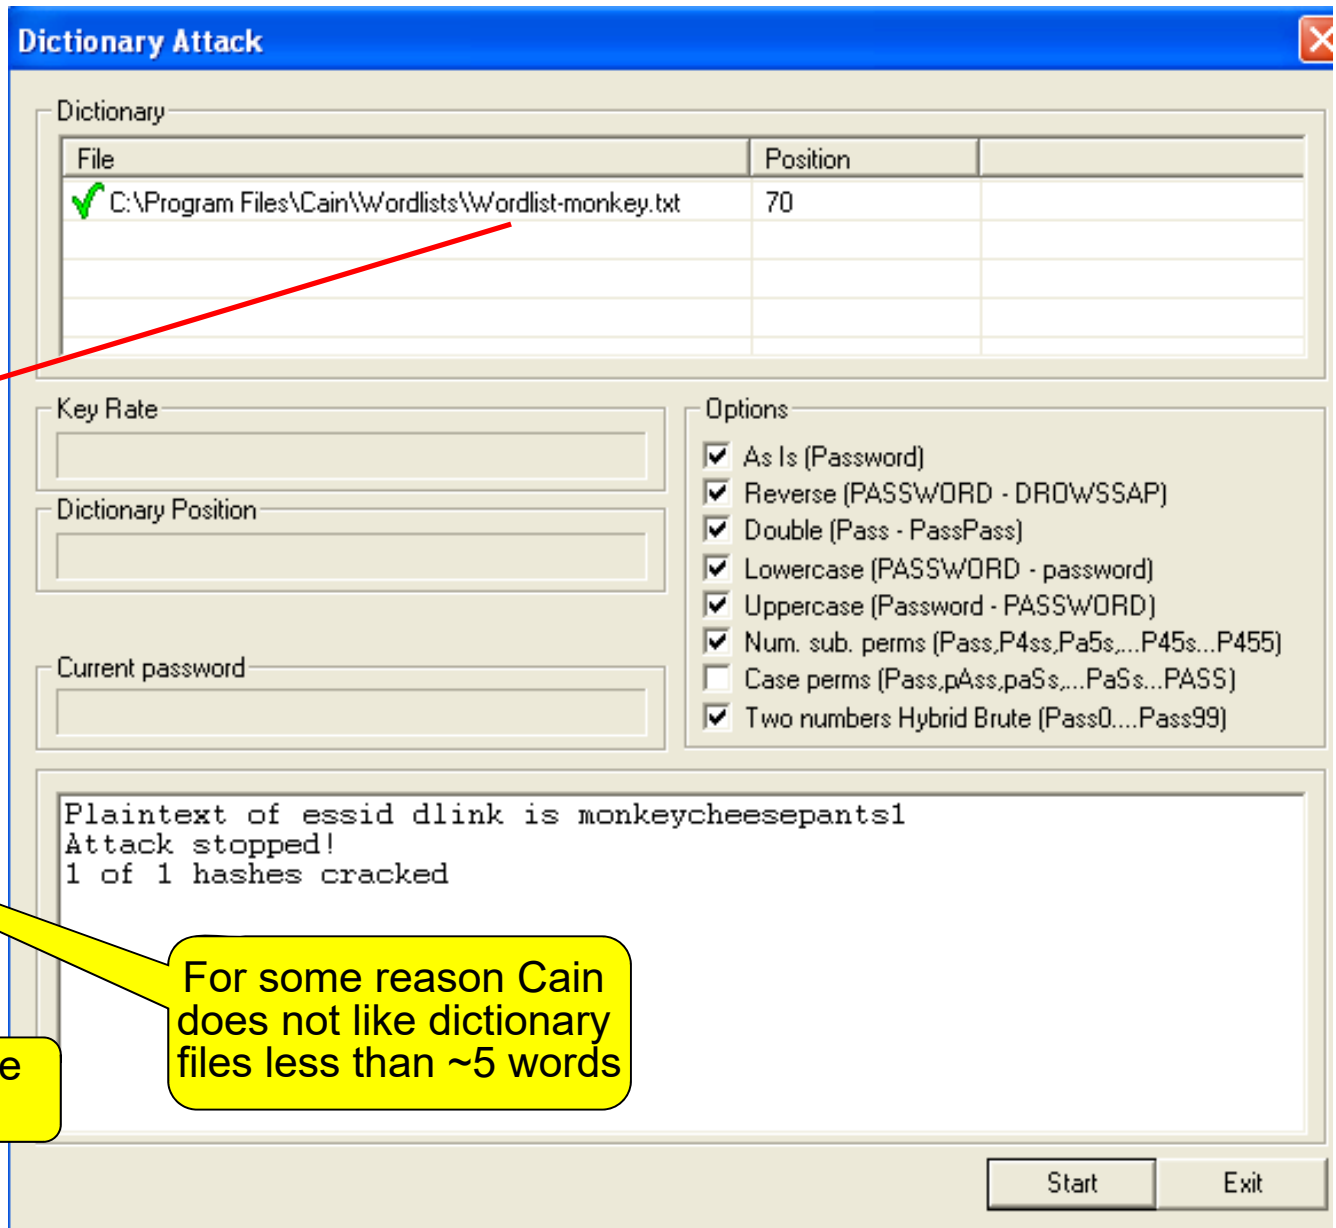 Dictionary Attack
Dictionary
File Position
C:\Program Files\Cain\Wordlists\Wordlist-monkey.txt 70
Key Rate
Options
As Is (Password)
Reverse (PASSWORD - DROWSSAP)
Dictionary Position
Double (Pass - PassPass)
Lowercase (PASSWORD - password)
Uppercase (Password - PASSWORD)
Num. sub. perms (Pass,P4ss,Pa5s,...P45s...P455)
Current password
Case perms (Pass,pAss,paSs,...PaSs...PASS)
Two numbers Hybrid Brute (Pass0....Pass99)
Plaintext of essid dlink is monkeycheesepants1
Attack stopped!
1 of 1 hashes cracked
For some reason Cain
does not like dictionary
files less than ~5 words
e
Start Exit